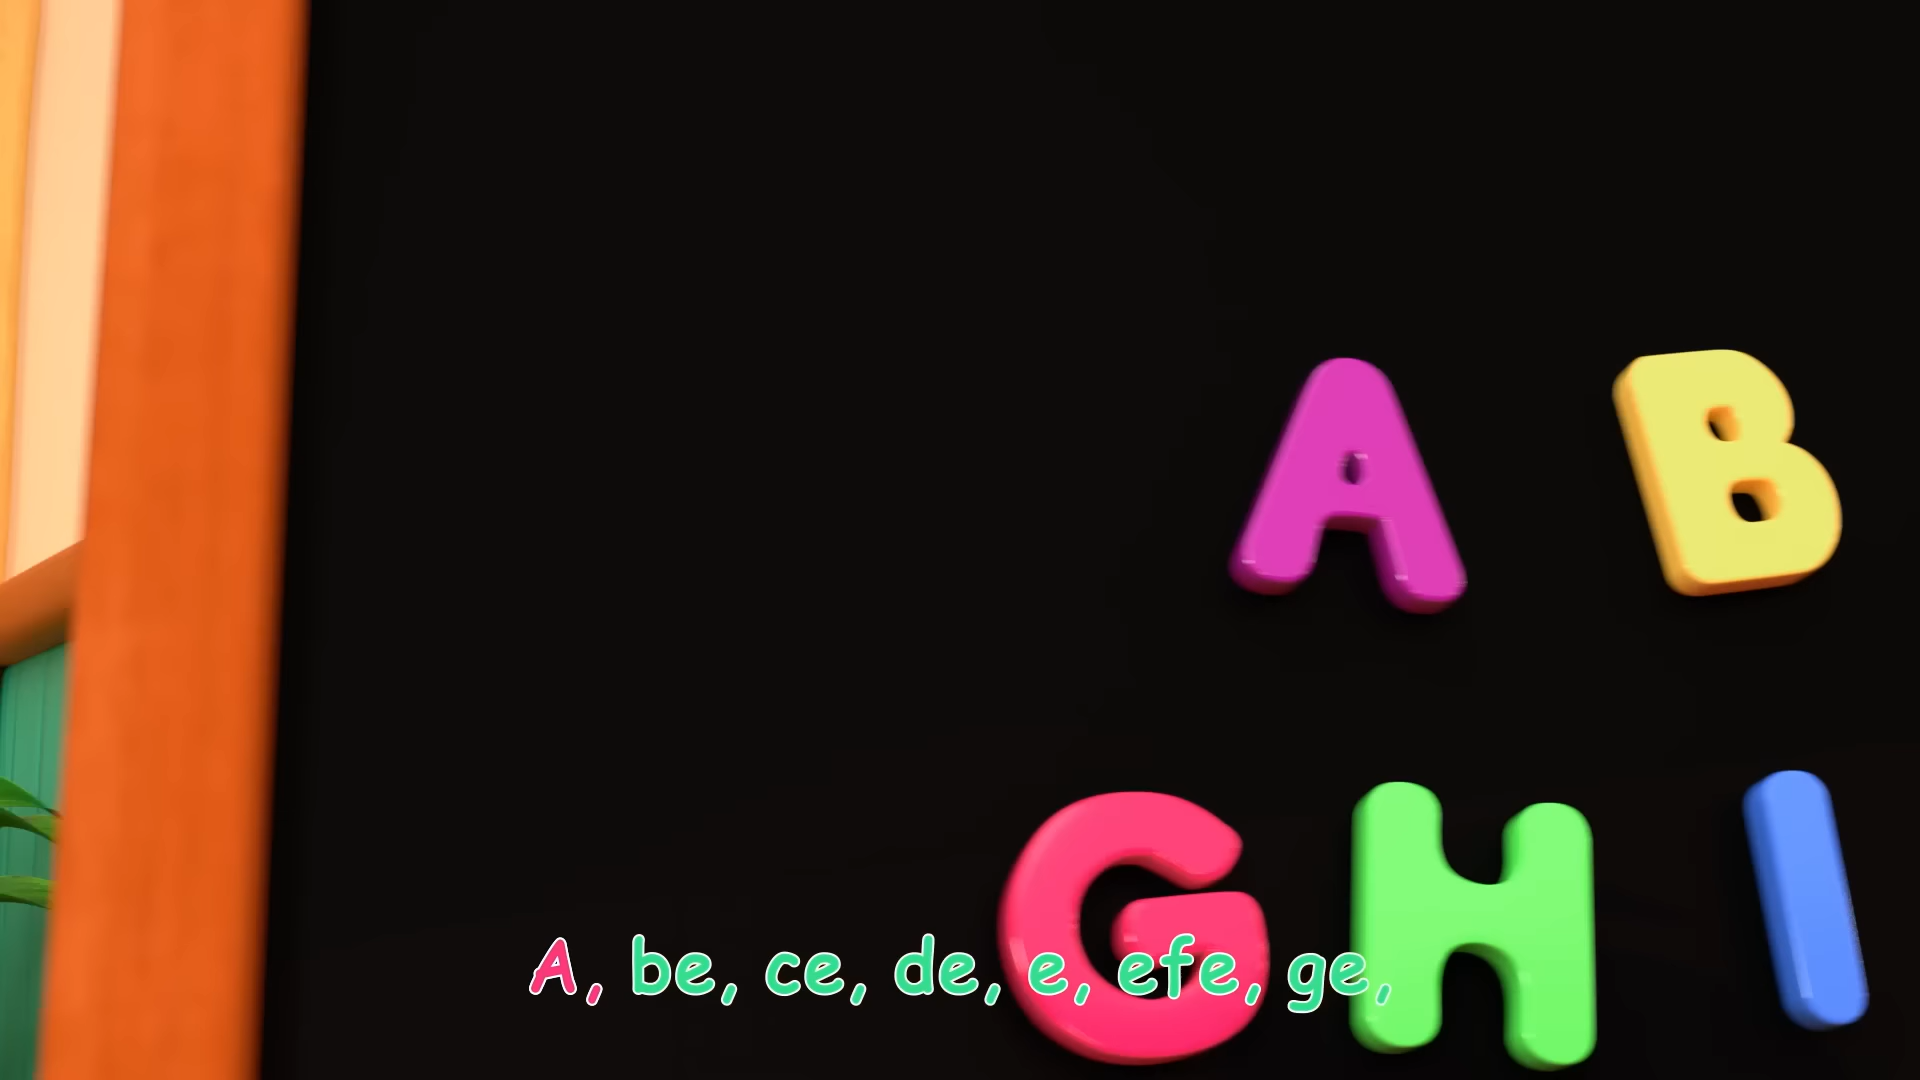 A B
G H I
A, be, ce, de, e, efe, ge,